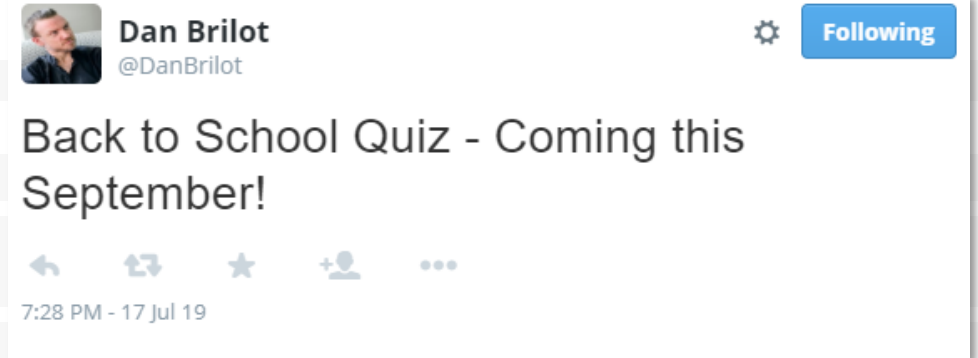 Dan Brilot
Following
@DanBrilot
Back to School Quiz - Coming this
September!
7:28 PM - 17 Jul 19